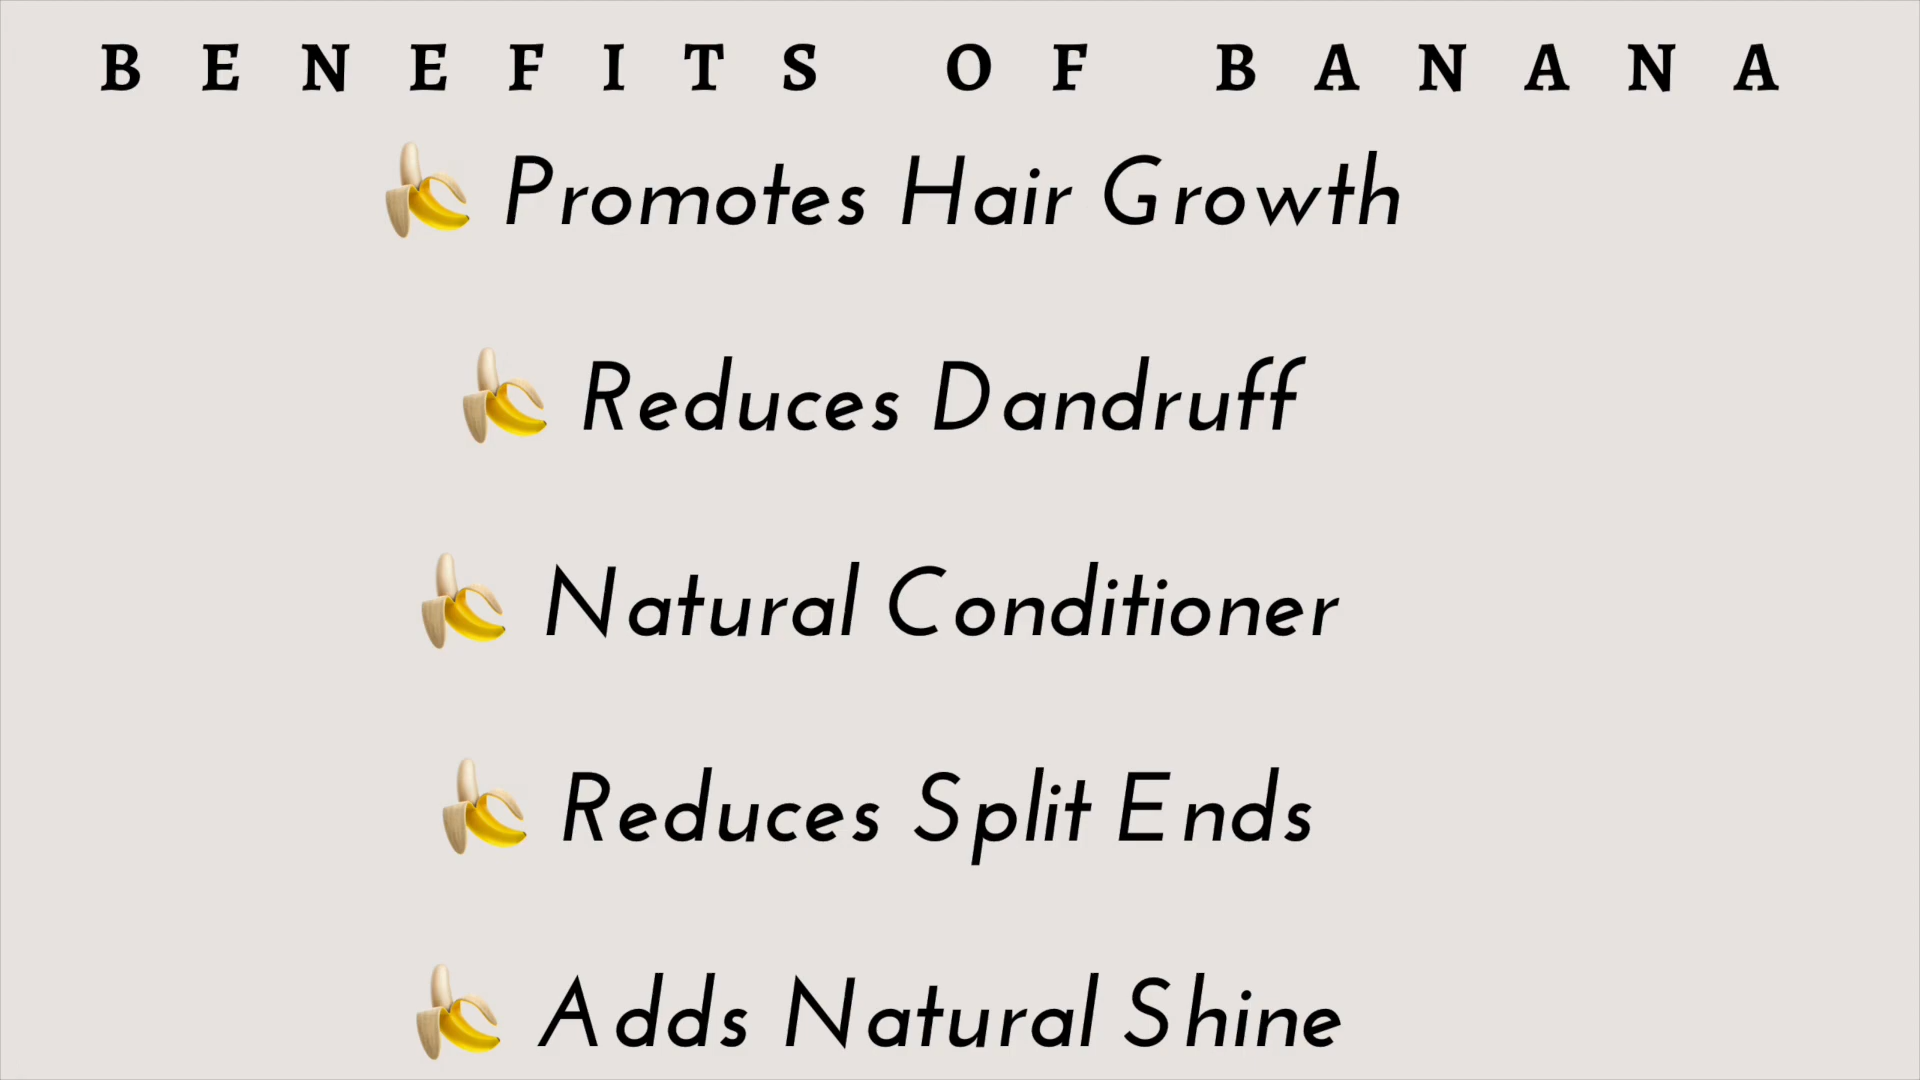 BENEFITS OF BANANA
🍌 Promotes Hair Growth
🍌 Reduces Dandruff
🍌 Natural Conditioner
🍌 Reduces Split Ends
🍌 Adds Natural Shine